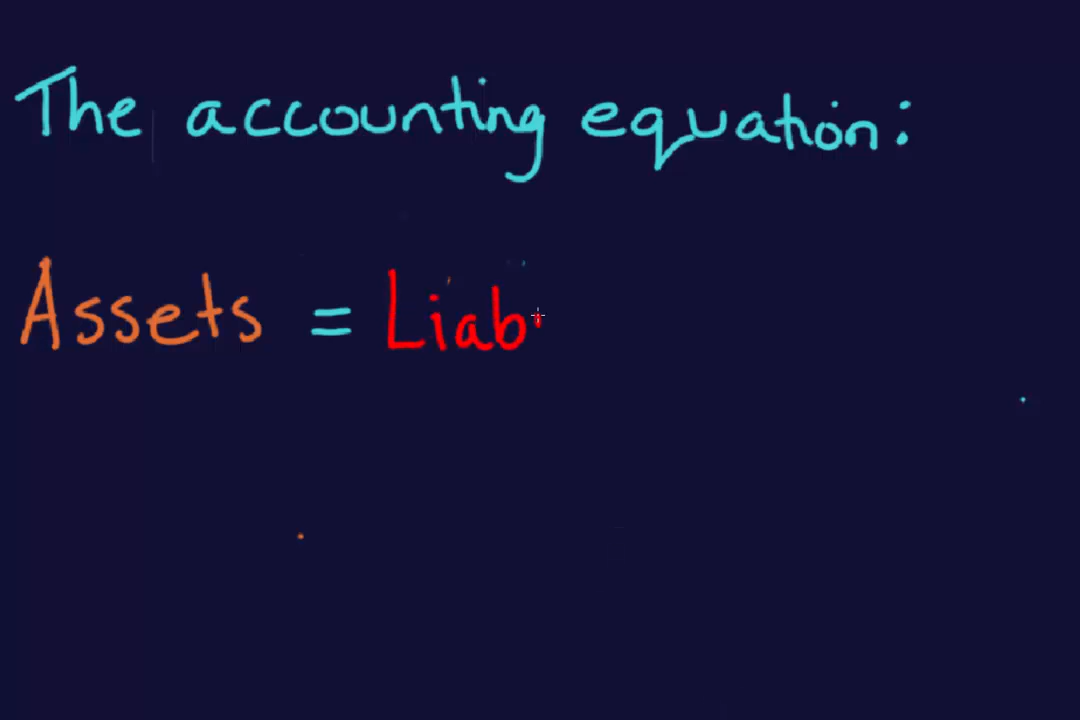 The accounting equation:
Assets = Liab